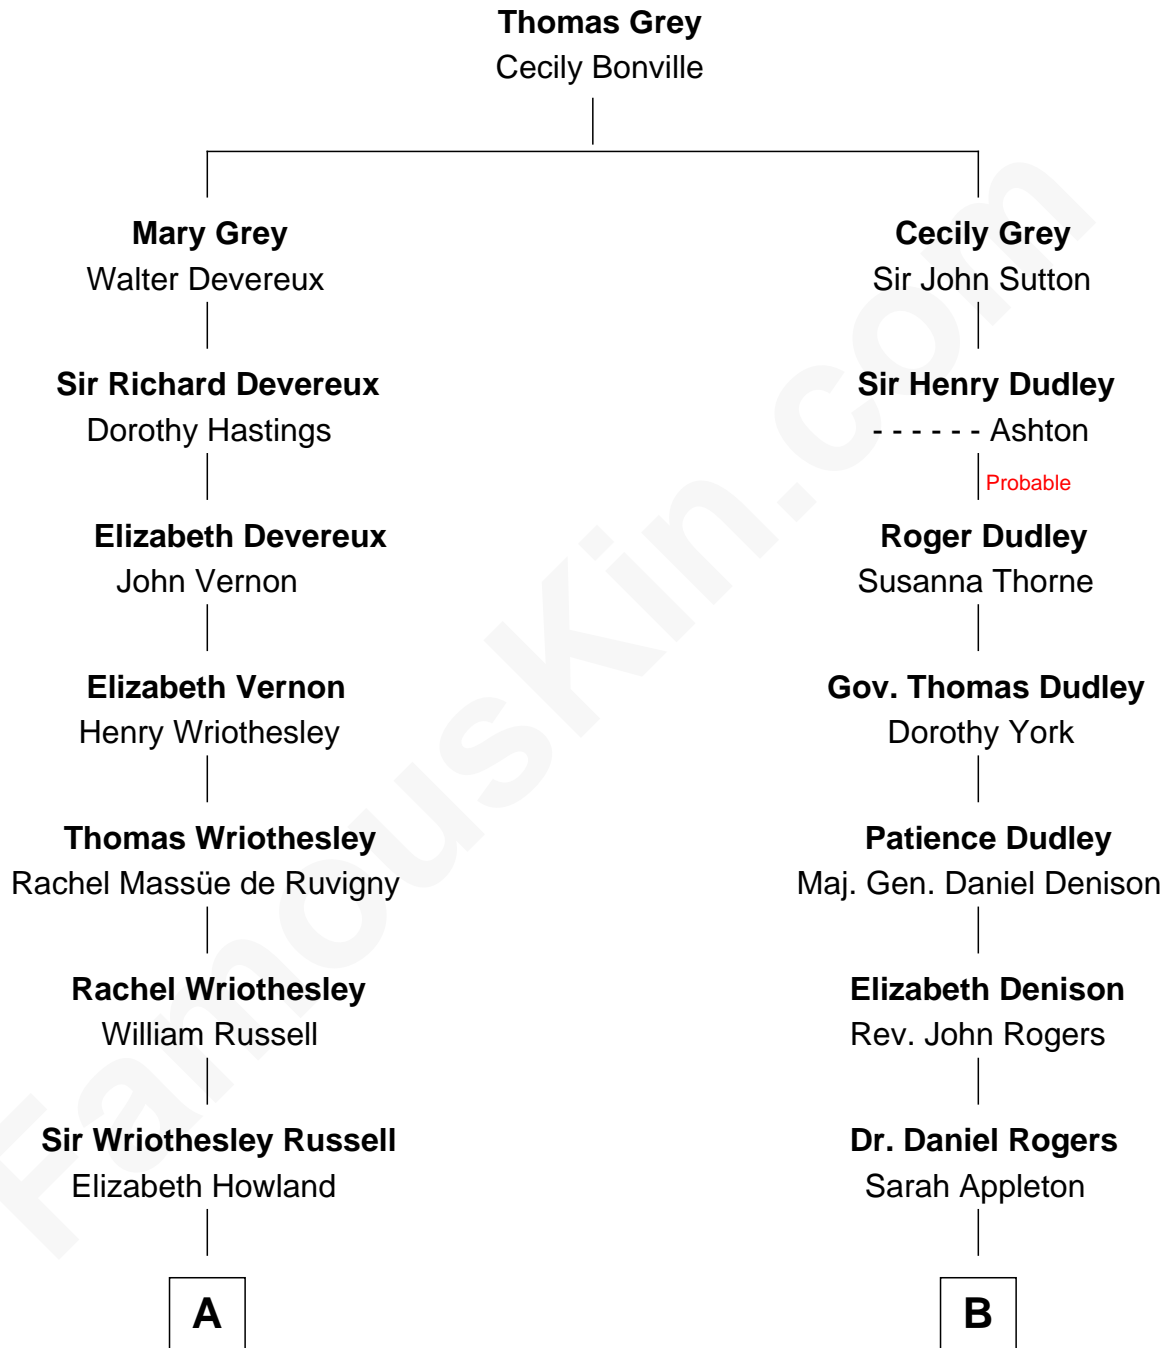 Thomas Grey
Cecily Bonville
Mary Grey
Walter Devereux
Sir Richard Devereux
Dorothy Hastings
Elizabeth Devereux
John Vernon
Elizabeth Vernon
Henry Wriothesley
Thomas Wriothesley
Rachel Massüe de Ruvigny
Rachel Wriothesley
William Russell
Sir Wriothesley Russell
Elizabeth Howland
A
Cecily Grey
Sir John Sutton
Sir Henry Dudley
- - - - - - Ashton
Probable
Roger Dudley
Susanna Thorne
Gov. Thomas Dudley
Dorothy York
Patience Dudley
Maj. Gen. Daniel Denison
Elizabeth Denison
Rev. John Rogers
Dr. Daniel Rogers
Sarah Appleton
B
FamousKin.com